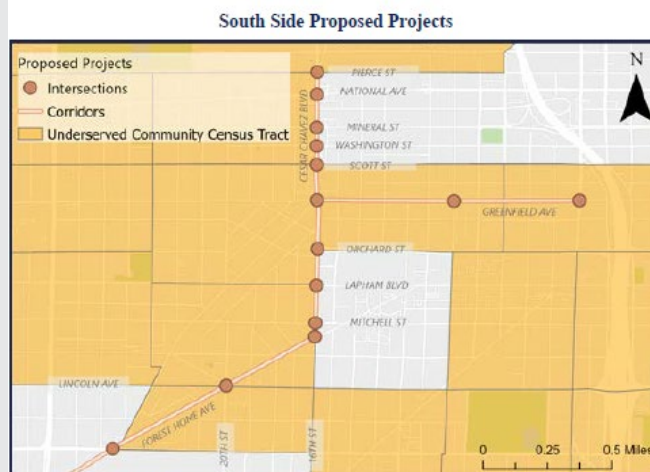 South Side Proposed Projects
Proposed Projects
Intersections
Corridors
Underserved Community Census Tract
N
PIERCE ST
NATIONAL AVE
CESAR CHAVEZ BLVD
MINERAL ST
WASHINGTON ST
SCOTT ST
GREENFIELD AVE
ORCHARD ST
LAPHAM BLVD
MITCHELL ST
LINCOLN AVE
FOREST HOME AVE
20TH ST
16TH ST
0 0.25 0.5 Miles